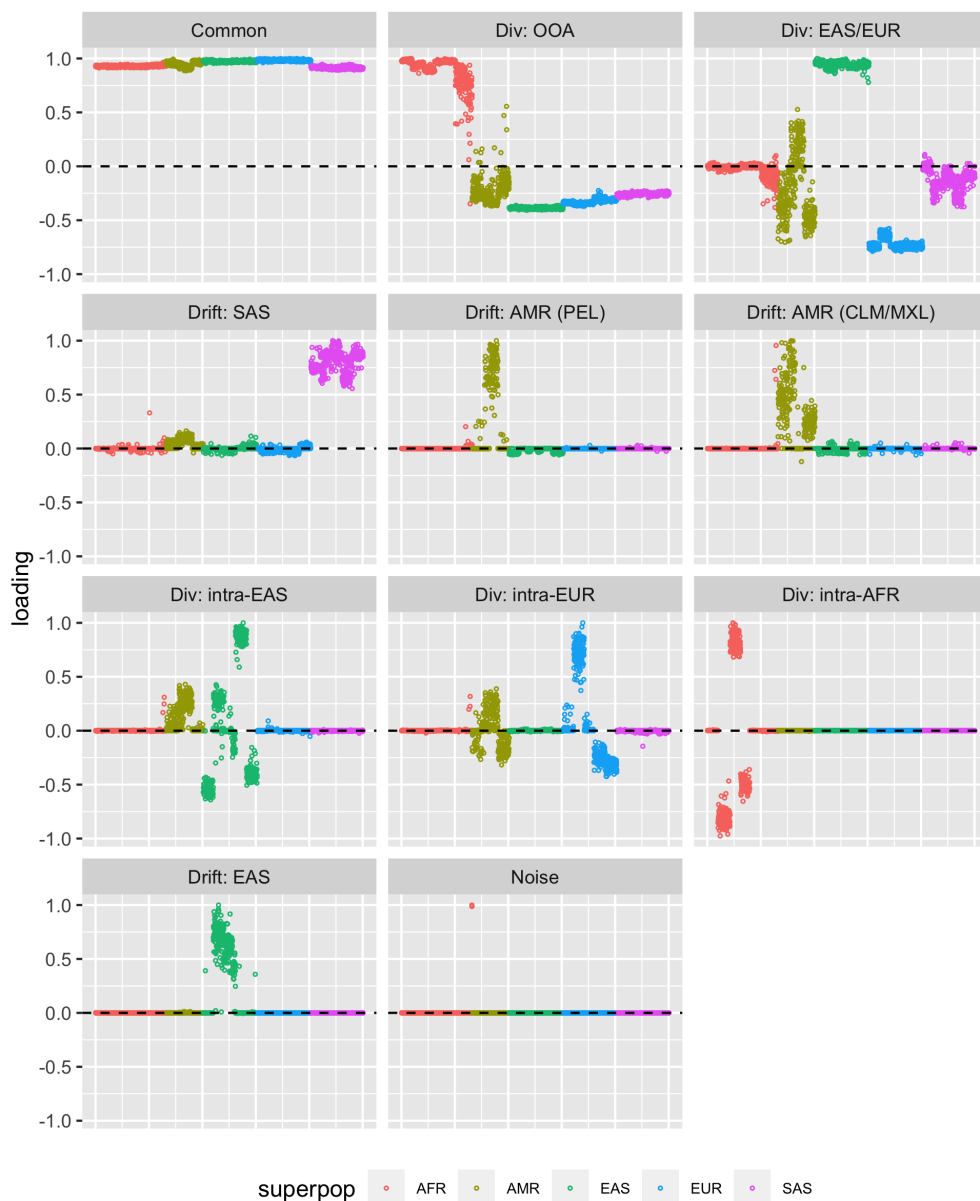 Common
Div: OOA
Div: EAS/EUR
1.0
0.5
0.0
-0.5
-1.0
Drift: SAS
Drift: AMR (PEL)
Drift: AMR (CLM/MXL)
1.0
0.5
0.0
-0.5
-1.0
loading
Div: intra-EAS
Div: intra-EUR
Div: intra-AFR
1.0
0.5
0.0
-0.5
-1.0
Drift: EAS
Noise
1.0
0.5
0.0
-0.5
-1.0
superpop AFR AMR EAS EUR SAS